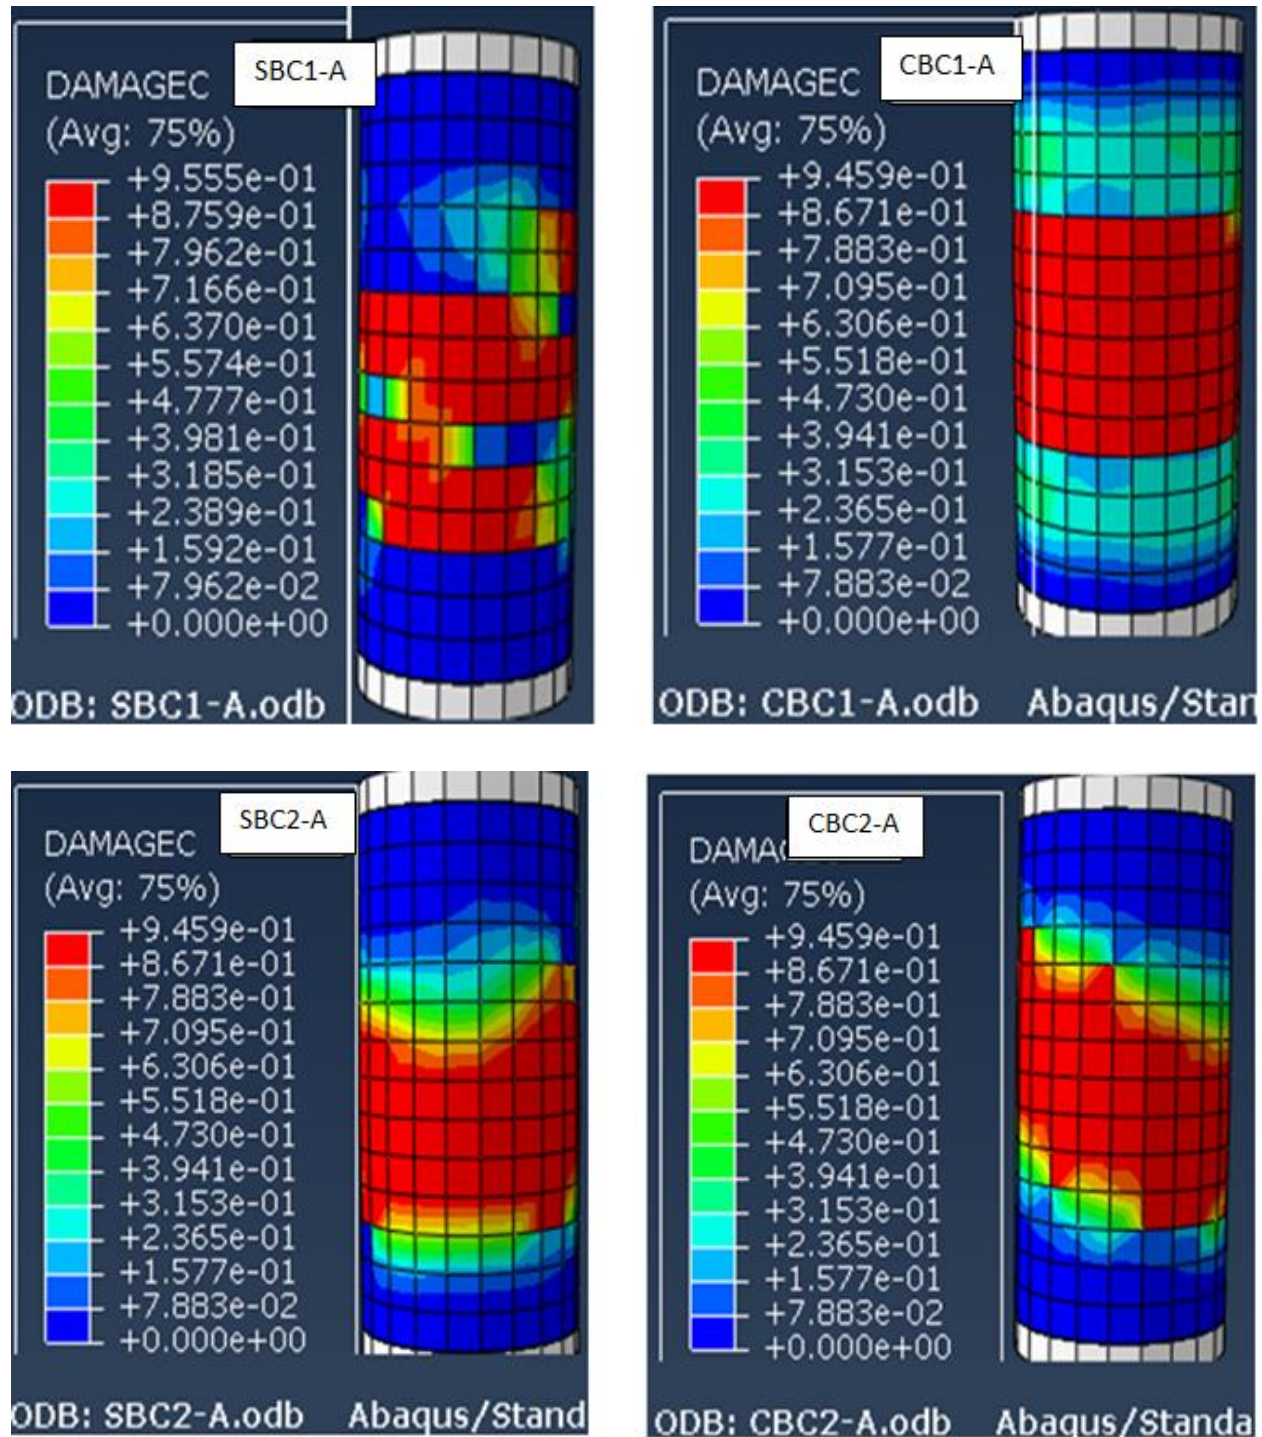 SBC1-A
DAMAGEC
(Avg: 75%)
+9.555e-01
+8.759e-01
+7.962e-01
+7.166e-01
+6.370e-01
+5.574e-01
+4.777e-01
+3.981e-01
+3.185e-01
+2.389e-01
+1.592e-01
+7.962e-02
+0.000e+00
ODB: SBC1-A.odb
CBC1-A
DAMAGEC
(Avg: 75%)
+9.459e-01
+8.671e-01
+7.883e-01
+7.095e-01
+6.306e-01
+5.518e-01
+4.730e-01
+3.941e-01
+3.153e-01
+2.365e-01
+1.577e-01
+7.883e-02
+0.000e+00
ODB: CBC1-A.odb Abaqus/Stan
SBC2-A
DAMAGEC
(Avg: 75%)
+9.459e-01
+8.671e-01
+7.883e-01
+7.095e-01
+6.306e-01
+5.518e-01
+4.730e-01
+3.941e-01
+3.153e-01
+2.365e-01
+1.577e-01
+7.883e-02
+0.000e+00
ODB: SBC2-A.odb Abaqus/Stand
CBC2-A
DAMA
(Avg: 75%)
+9.459e-01
+8.671e-01
+7.883e-01
+7.095e-01
+6.306e-01
+5.518e-01
+4.730e-01
+3.941e-01
+3.153e-01
+2.365e-01
+1.577e-01
+7.883e-02
+0.000e+00
ODB: CBC2-A.odb Abaqus/Standa